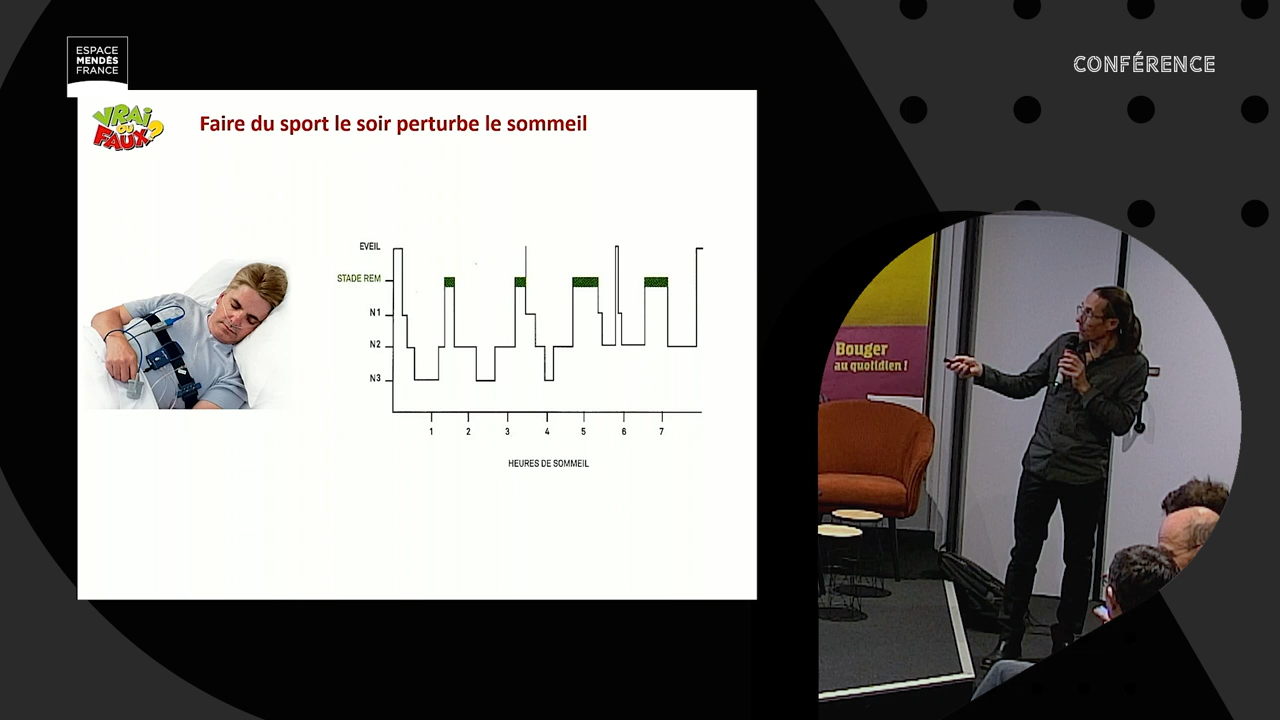 ESPACE
MENDÈS
FRANCE
CONFÉRENCE
VRAI
OU
FAUX?
Faire du sport le soir perturbe le sommeil
EVEIL
STADE REM
N1
N2
N3
1 2 3 4 5 6 7
HEURES DE SOMMEIL
Bouger
au quotidien !